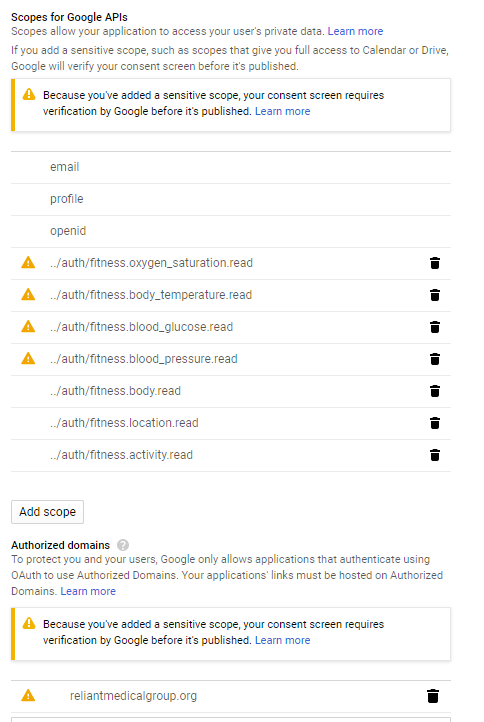 Scopes for Google APIs
Scopes allow your application to access your user's private data. Learn more
If you add a sensitive scope, such as scopes that give you full access to Calendar or Drive,
Google will verify your consent screen before it's published.
Because you've added a sensitive scope, your consent screen requires
verification by Google before it's published. Learn more
email
profile
openid
../auth/fitness.oxygen_saturation.read
../auth/fitness.body_temperature.read
../auth/fitness.blood_glucose.read
../auth/fitness.blood_pressure.read
../auth/fitness.body.read
../auth/fitness.location.read
../auth/fitness.activity.read
Add scope
Authorized domains ?
To protect you and your users, Google only allows applications that authenticate using
OAuth to use Authorized Domains. Your applications' links must be hosted on Authorized
Domains. Learn more
Because you've added a sensitive scope, your consent screen requires
verification by Google before it's published. Learn more
reliantmedicalgroup.org